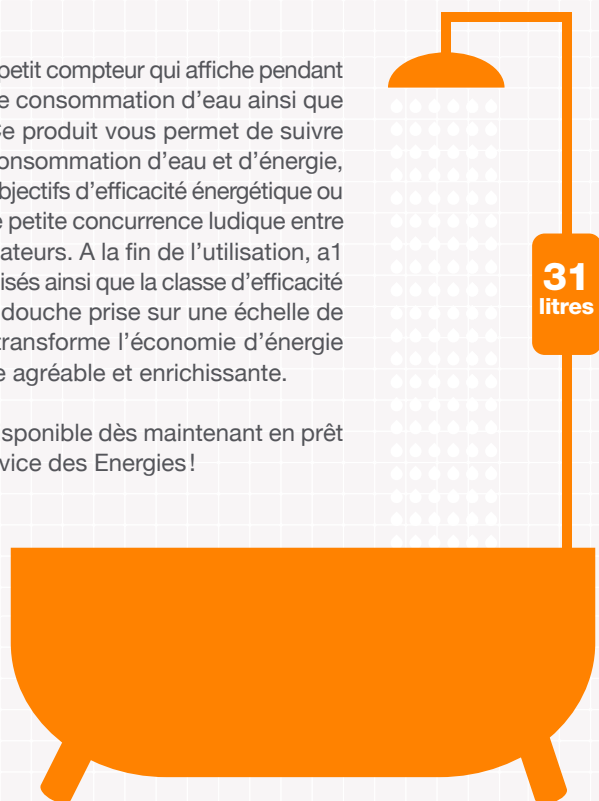 petit compteur qui affiche pendant
e consommation d'eau ainsi que
Ce produit vous permet de suivre
onsommation d'eau et d'énergie,
bjectifs d'efficacité énergétique ou
e petite concurrence ludique entre
ateurs. A la fin de l'utilisation, a1
isés ainsi que la classe d'efficacité
douche prise sur une échelle de
transforme l'économie d'énergie
e agréable et enrichissante.
isponible dès maintenant en prêt
vice des Energies!
31
litres